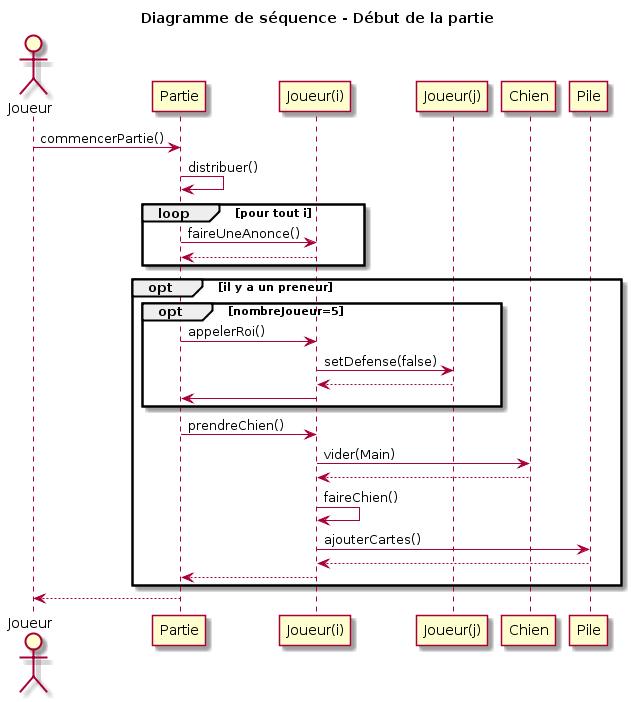 Diagramme de séquence - Début de la partie
Joueur
Partie
Joueur(i)
Joueur(j)
Chien
Pile
commencerPartie()
distribuer()
loop [pour tout i]
faireUneAnonce()
opt [il y a un preneur]
opt [nombreJoueur=5]
appelerRoi()
setDefense(false)
prendreChien()
vider(Main)
faireChien()
ajouterCartes()
Joueur
Partie
Joueur(i)
Joueur(j)
Chien
Pile